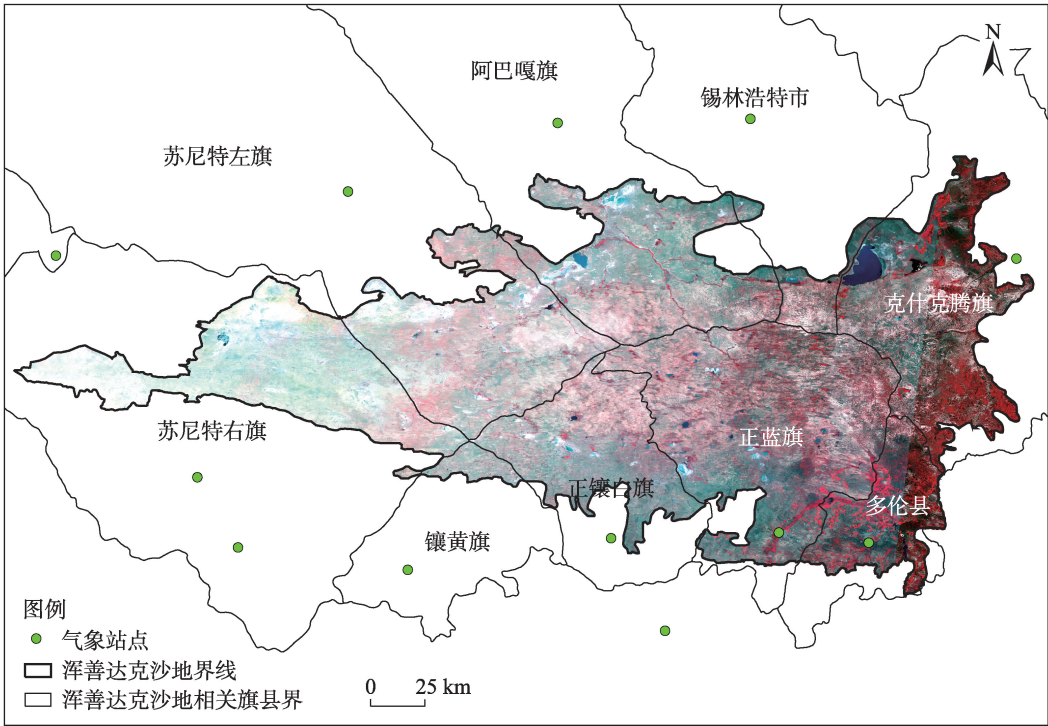 N
阿巴嘎旗
锡林浩特市
苏尼特左旗
克什克腾旗
苏尼特右旗
正蓝旗
正镶白旗
多伦县
镶黄旗
图例
气象站点
浑善达克沙地界线
浑善达克沙地相关旗县界
0 25 km